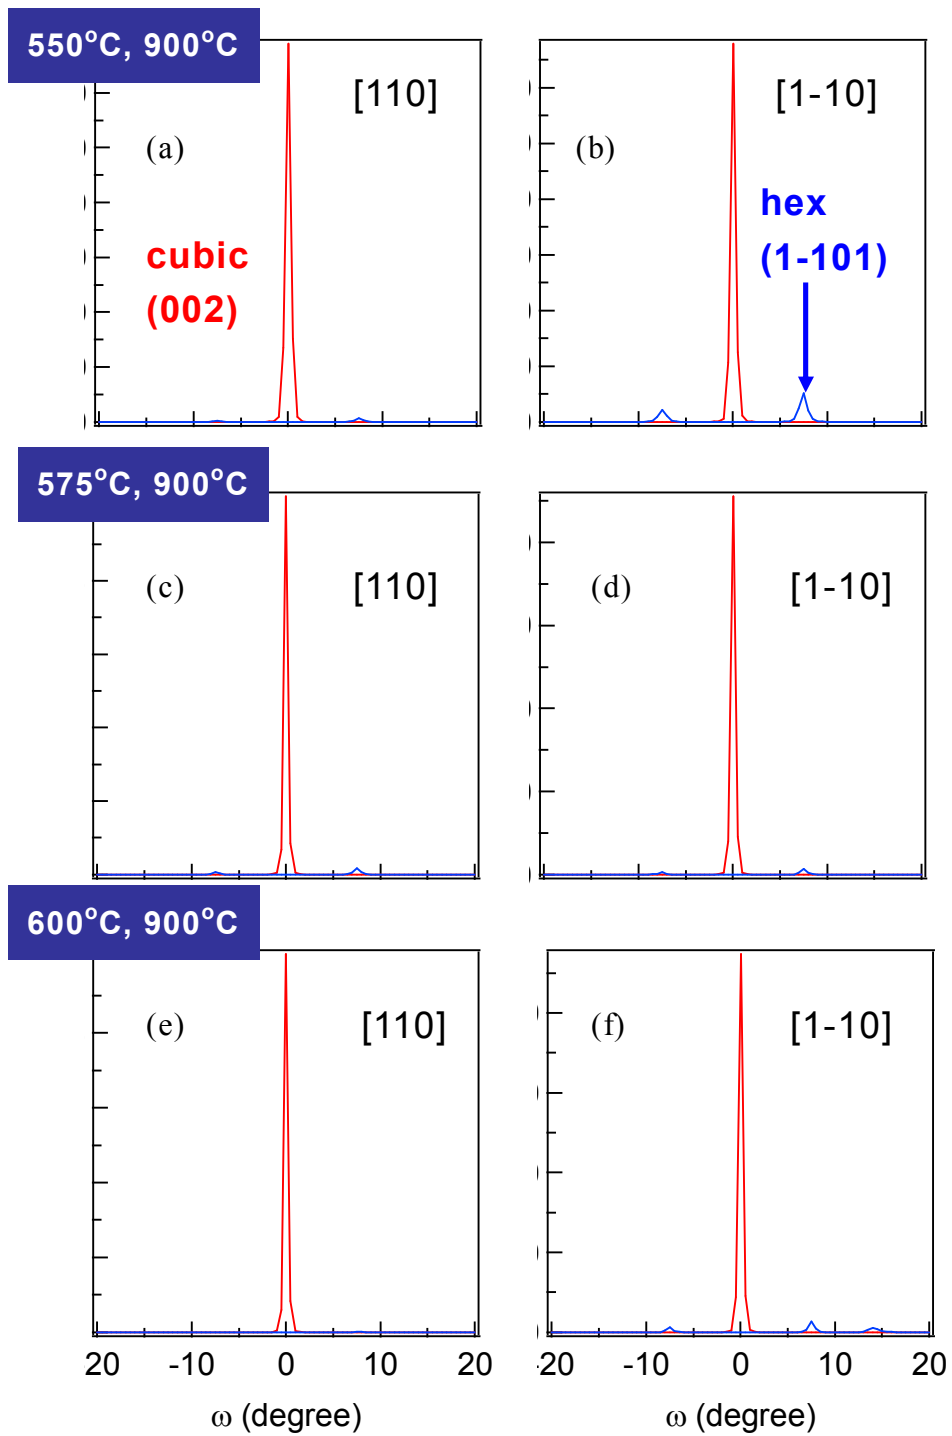 550°C, 900°C
[110]
[1-10]
(a)
(b)
hex
(1-101)
cubic
(002)
575°C, 900°C
(c)
[110]
(d)
[1-10]
600°C, 900°C
(e)
[110]
(f)
[1-10]
20 -10 0 10 20
-20 -10 0 10 20
ω (degree)
ω (degree)